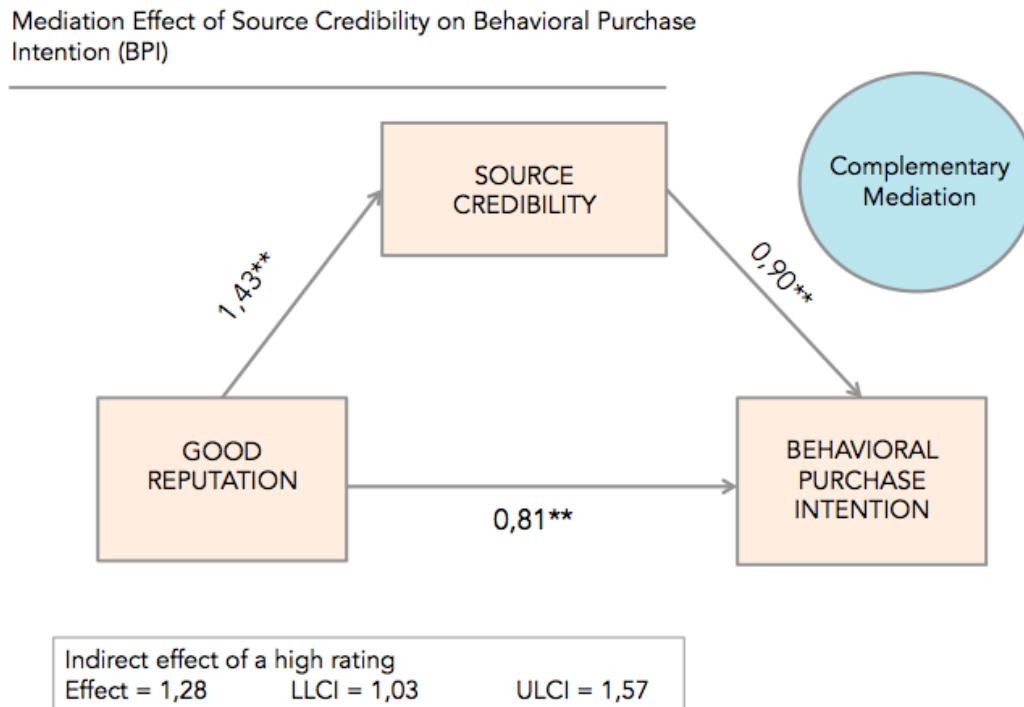 Mediation Effect of Source Credibility on Behavioral Purchase
Intention (BPI)
SOURCE
CREDIBILITY
Complementary
Mediation
1,43**
0,90**
GOOD
REPUTATION
BEHAVIORAL
PURCHASE
INTENTION
0,81**
Indirect effect of a high rating
Effect = 1,28 LLCI = 1,03 ULCI = 1,57